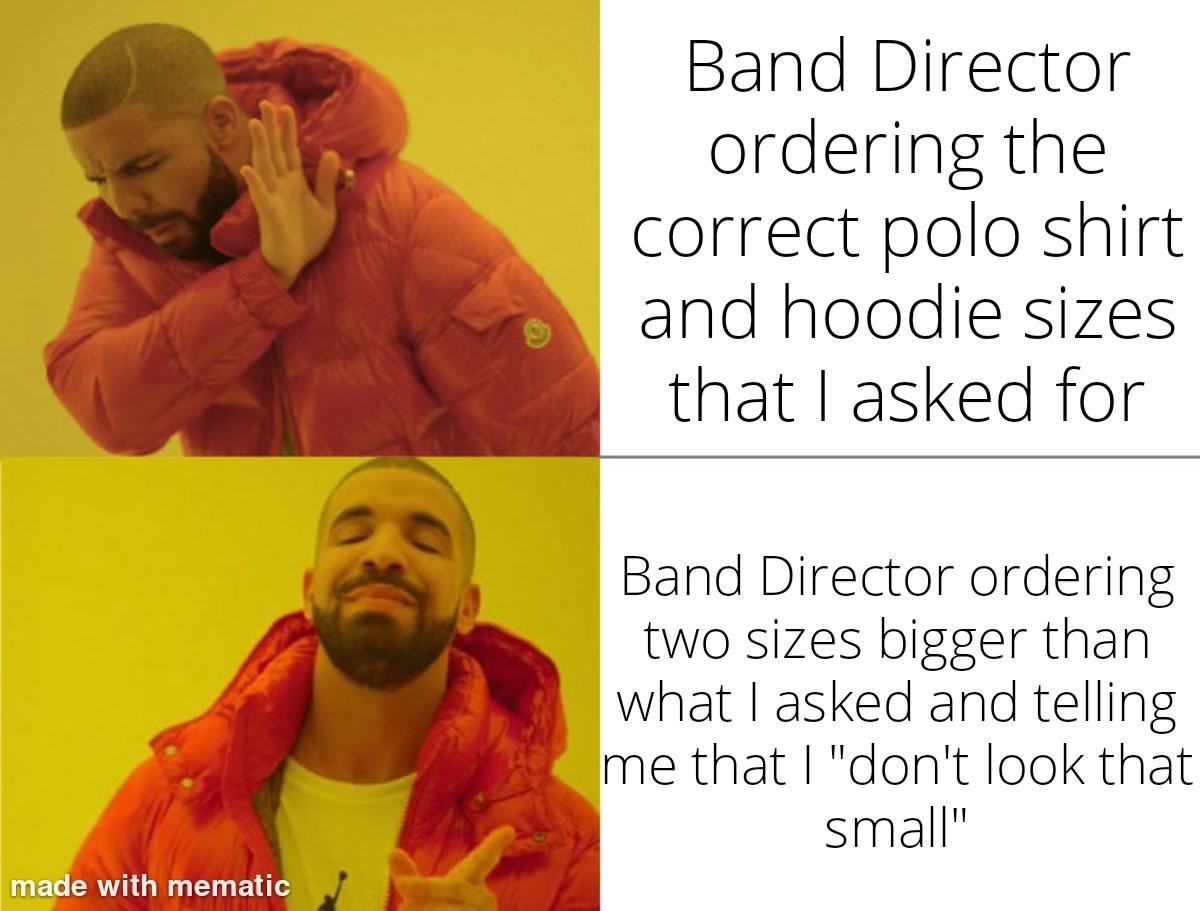 Band Director
ordering the
correct polo shirt
and hoodie sizes
that I asked for
Band Director ordering
two sizes bigger than
what I asked and telling
me that I "don't look that
small"
made with mematic